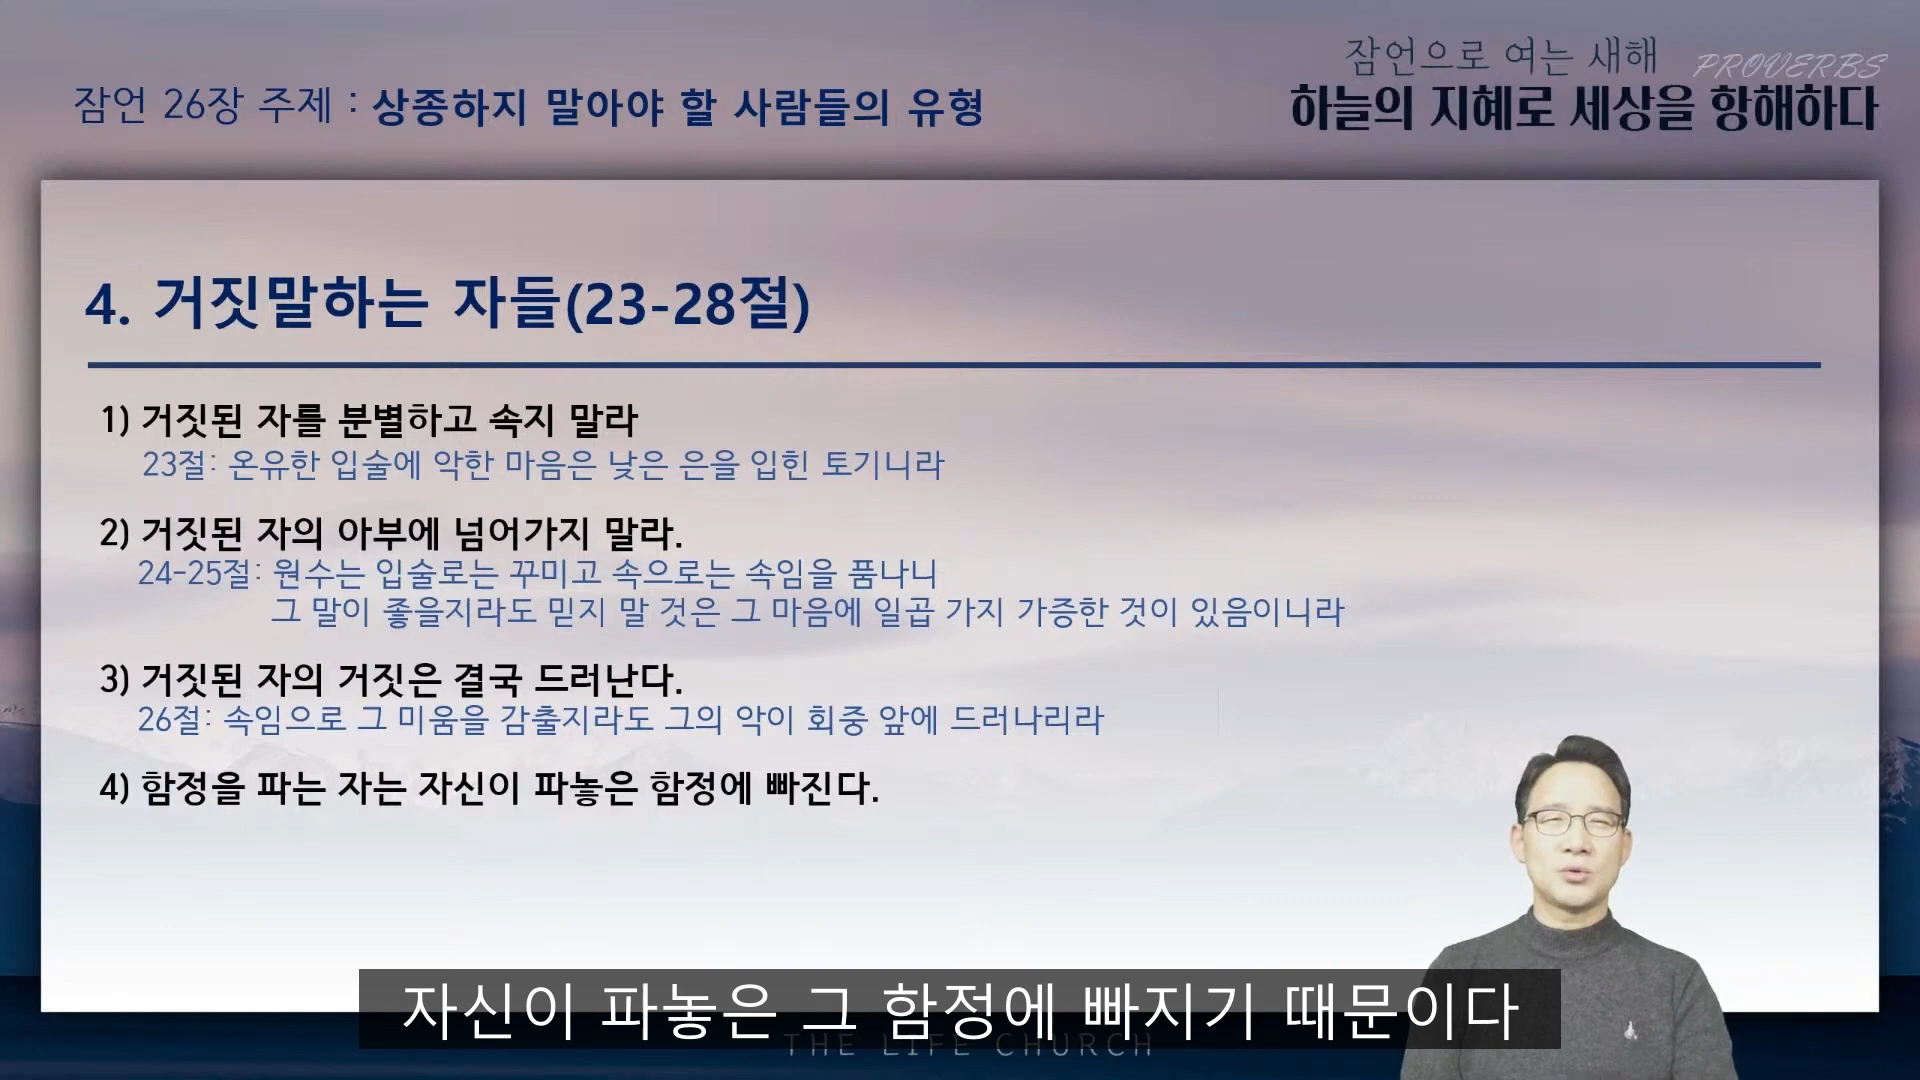 잠언으로 여는 새해 PROVERBS
하늘의 지혜로 세상을 항해하다
잠언 26장 주제 : 상종하지 말아야 할 사람들의 유형
4. 거짓말하는 자들(23-28절)
1) 거짓된 자를 분별하고 속지 말라
23절: 온유한 입술에 악한 마음은 낮은 은을 입힌 토기니라
2) 거짓된 자의 아부에 넘어가지 말라.
24-25절: 원수는 입술로는 꾸미고 속으로는 속임을 품나니
그 말이 좋을지라도 믿지 말 것은 그 마음에 일곱 가지 가증한 것이 있음이니라
3) 거짓된 자의 거짓은 결국 드러난다.
26절: 속임으로 그 미움을 감출지라도 그의 악이 회중 앞에 드러나리라
4) 함정을 파는 자는 자신이 파놓은 함정에 빠진다.
자신이 파놓은 그 함정에 빠지기 때문이다
THE LIFE CHURCH